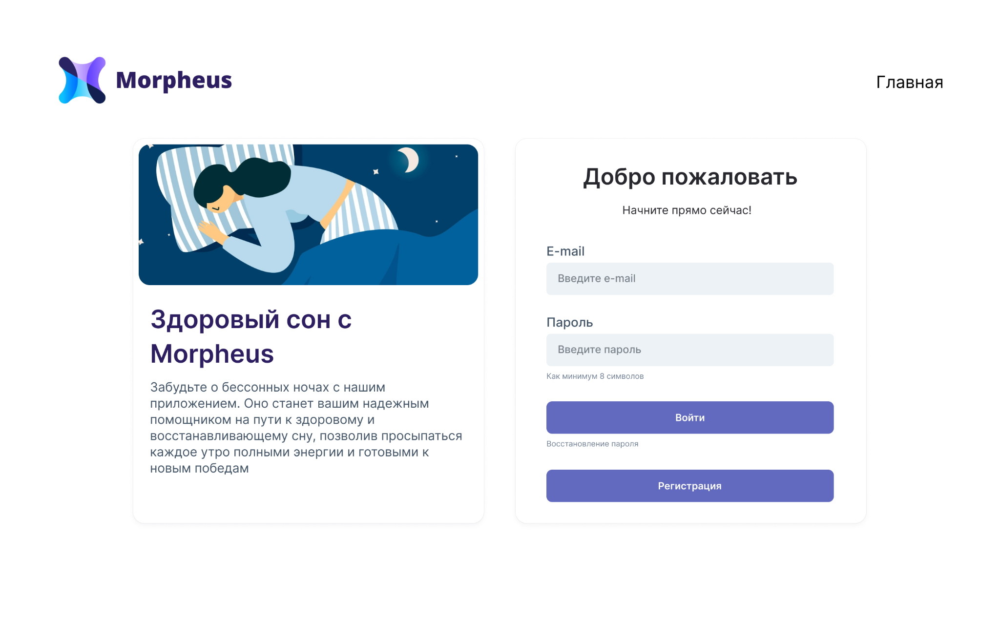 Morpheus
Главная
Здоровый сон с
Morpheus
Забудьте о бессонных ночах с нашим
приложением. Оно станет вашим надежным
помощником на пути к здоровому и
восстанавливающему сну, позволив просыпаться
каждое утро полными энергии и готовыми к
новым победам
Добро пожаловать
Начните прямо сейчас!
E-mail
Введите e-mail
Пароль
Введите пароль
Как минимум 8 символов
Войти
Восстановление пароля
Регистрация